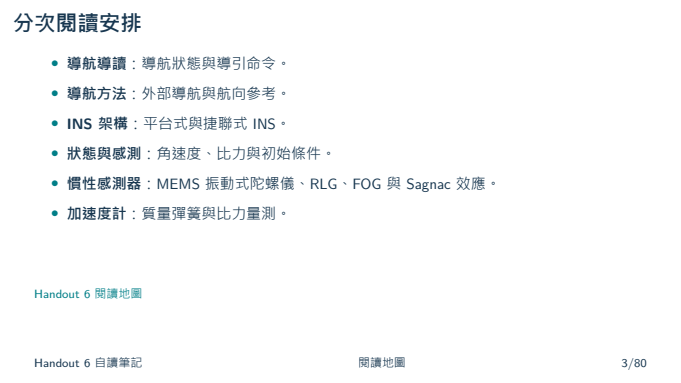 分次閱讀安排
• 導航導讀：導航狀態與導引命令。
• 導航方法：外部導航與航向參考。
• INS 架構：平台式與捷聯式 INS。
• 狀態與感測：角速度、比力與初始條件。
• 慣性感測器：MEMS 振動式陀螺儀、RLG、FOG 與 Sagnac 效應。
• 加速度計：質量彈簧與比力量測。
Handout 6 閱讀地圖
Handout 6 自讀筆記 閱讀地圖 3/80